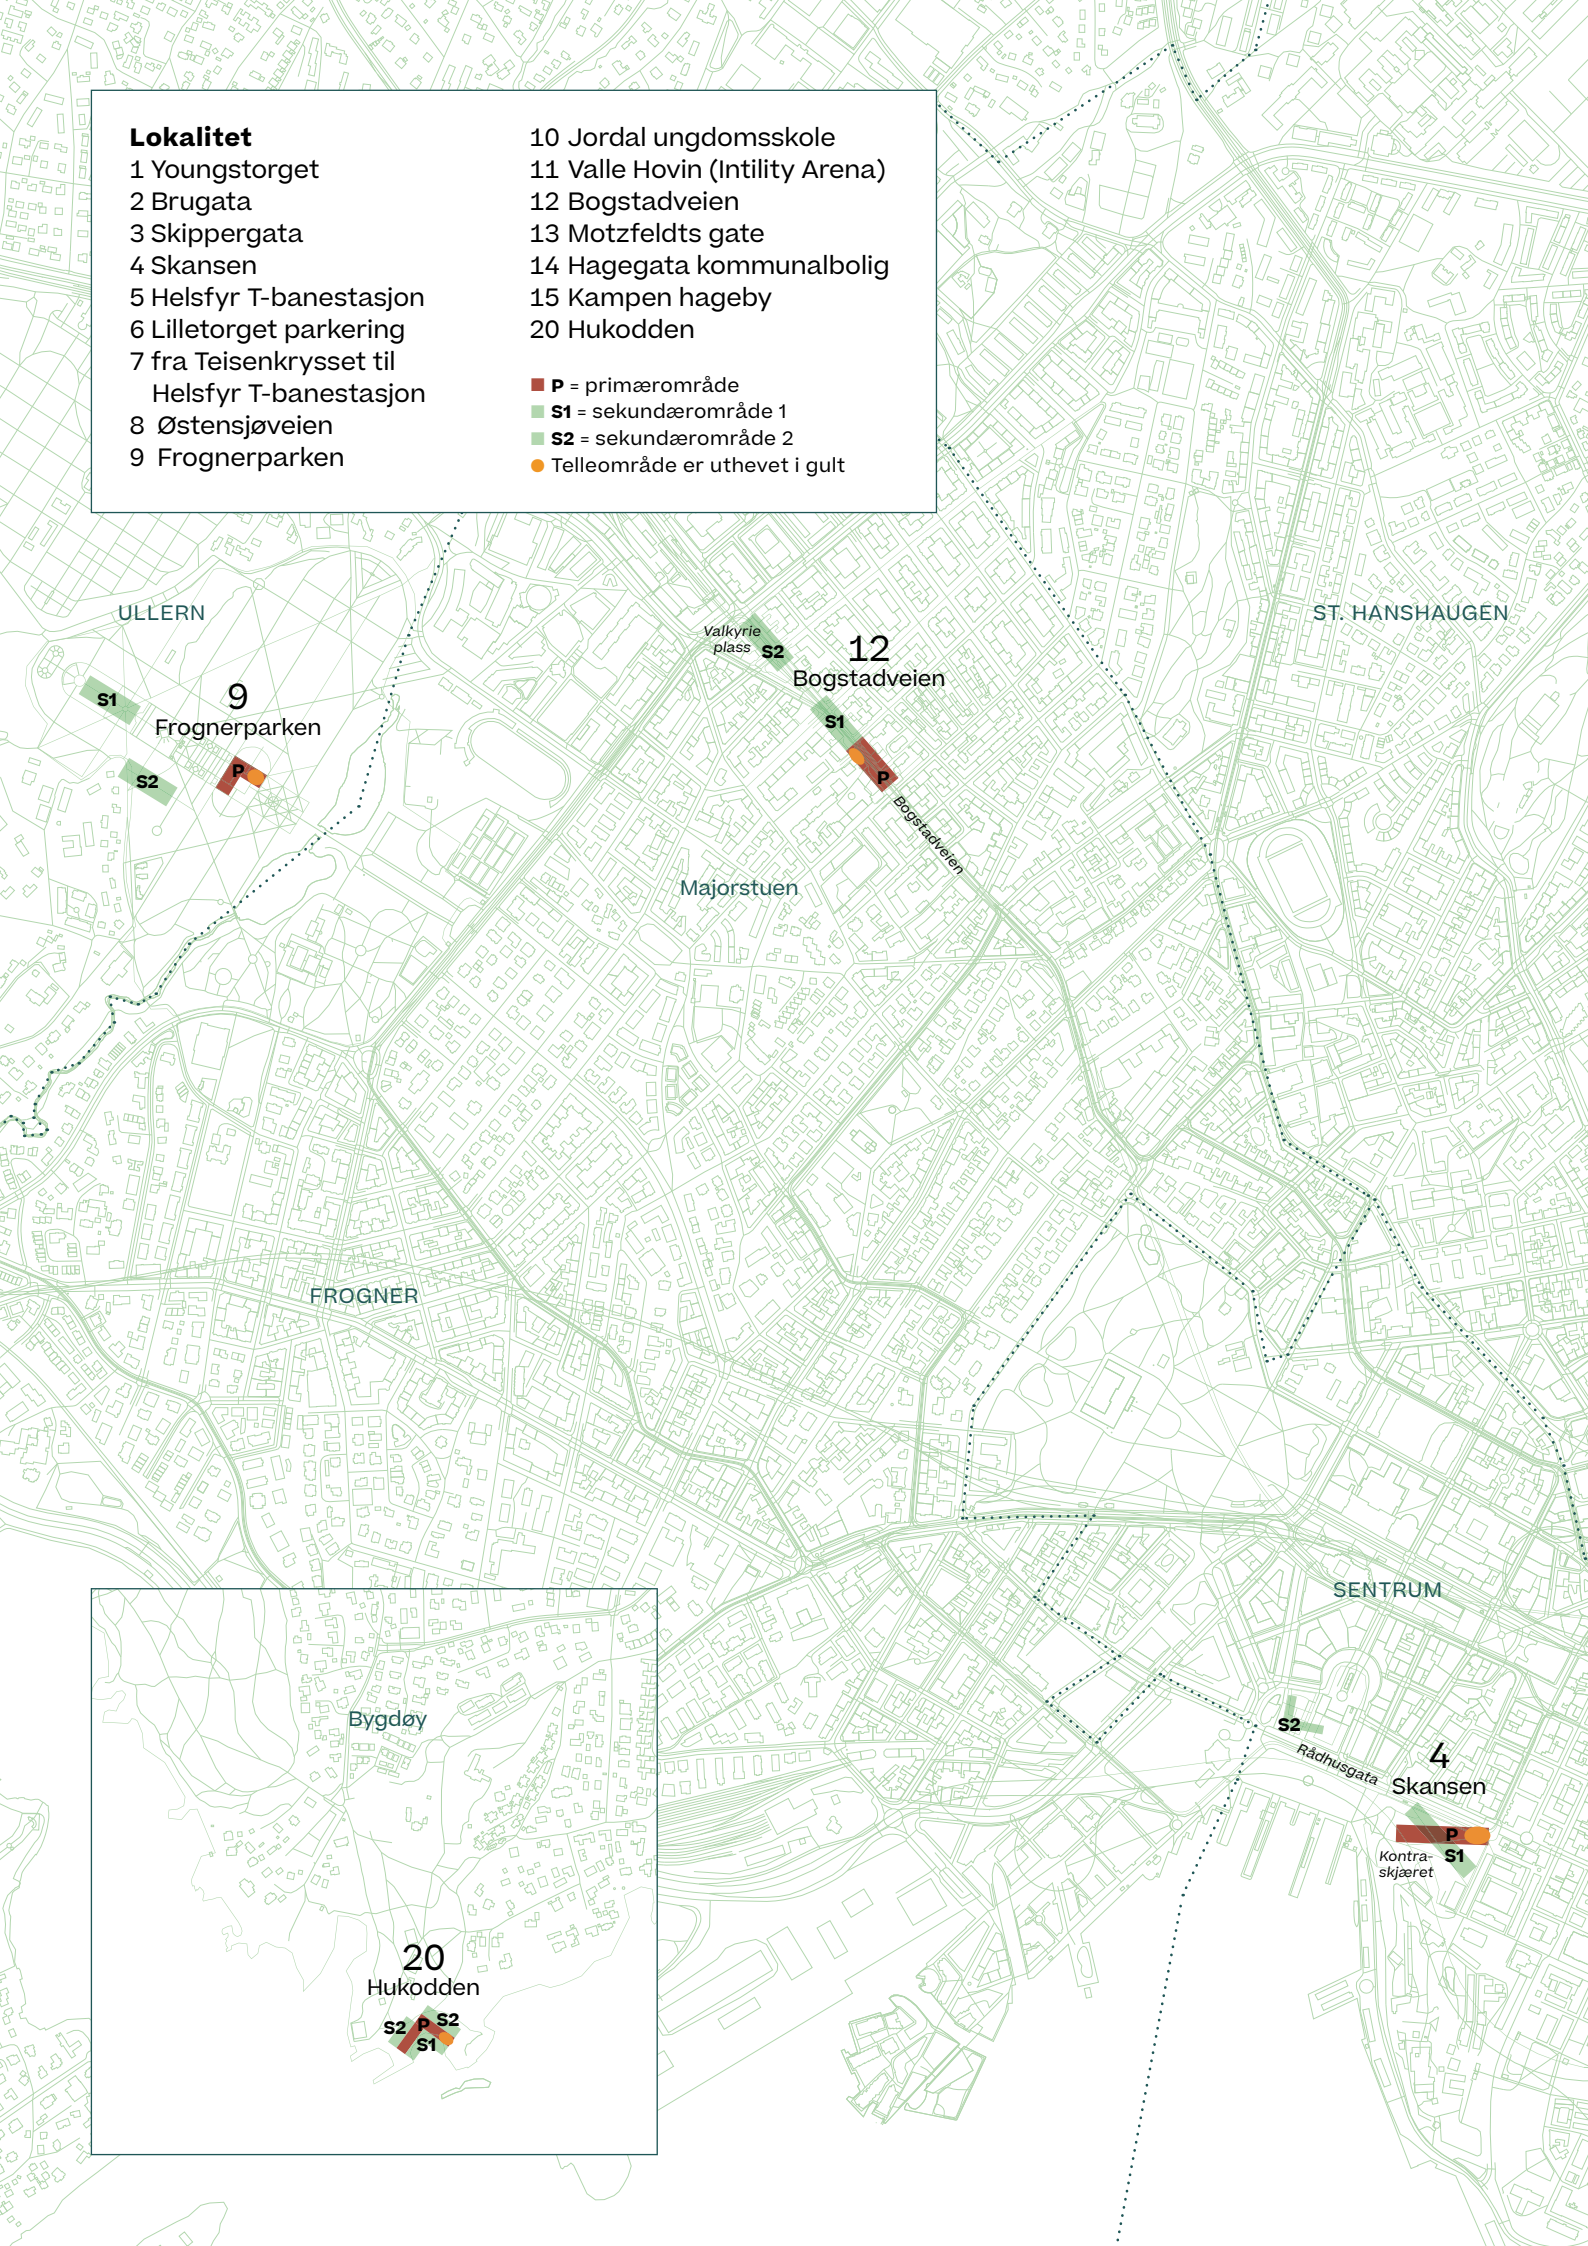 Lokalitet
1 Youngstorget
2 Brugata
3 Skippergata
4 Skansen
5 Helsfyr T-banestasjon
6 Lilletorget parkering
7 fra Teisenkrysset til
Helsfyr T-banestasjon
8 Østensjøveien
9 Frognerparken
10 Jordal ungdomsskole
11 Valle Hovin (Intility Arena)
12 Bogstadveien
13 Motzfeldts gate
14 Hagegata kommunalbolig
15 Kampen hageby
20 Hukodden
P = primærområde
S1 = sekundærområde 1
S2 = sekundærområde 2
Telleområde er uthevet i gult
ULLERN
ST. HANSHAUGEN
Valkyrie
plass
S2
12
Bogstadveien
S1
P
Bogstadveien
S1
9
Frognerparken
P
S2
Majorstuen
FROGNER
SENTRUM
S2
Rådhusgata
4
Skansen
P
Kontra-
skjæret
S1
Bygdøy
20
Hukodden
S2
P
S2
S1